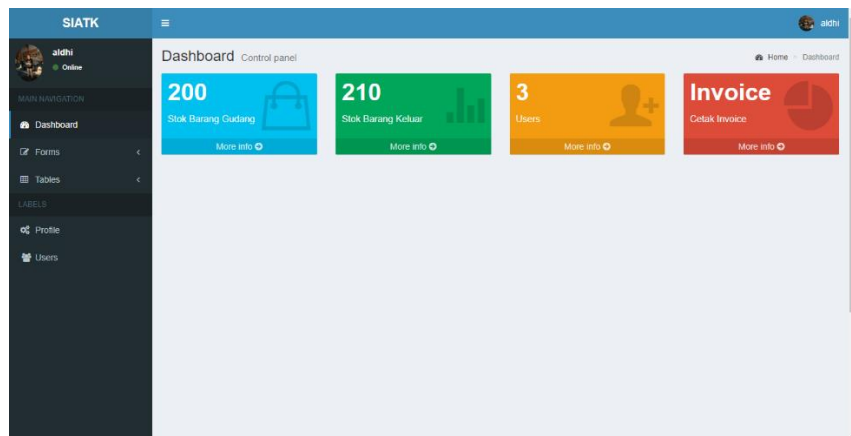 SIATK
aldhi
aldhi
Online
Dashboard Control panel
Home > Dashboard
MAIN NAVIGATION
Dashboard
Forms
Tables
LABELS
Profile
Users
200
Stok Barang Gudang
More info
210
Stok Barang Keluar
More info
3
Users
More info
Invoice
Cetak Invoice
More info